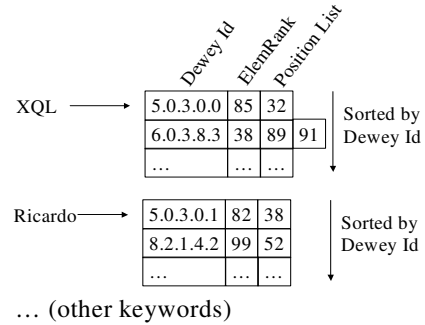 Dewey Id ElemRank Position List
XQL 5.0.3.0.0 85 32
6.0.3.8.3 38 89 91
… … …
Sorted by
Dewey Id
Ricardo 5.0.3.0.1 82 38
8.2.1.4.2 99 52
… … …
Sorted by
Dewey Id
… (other keywords)